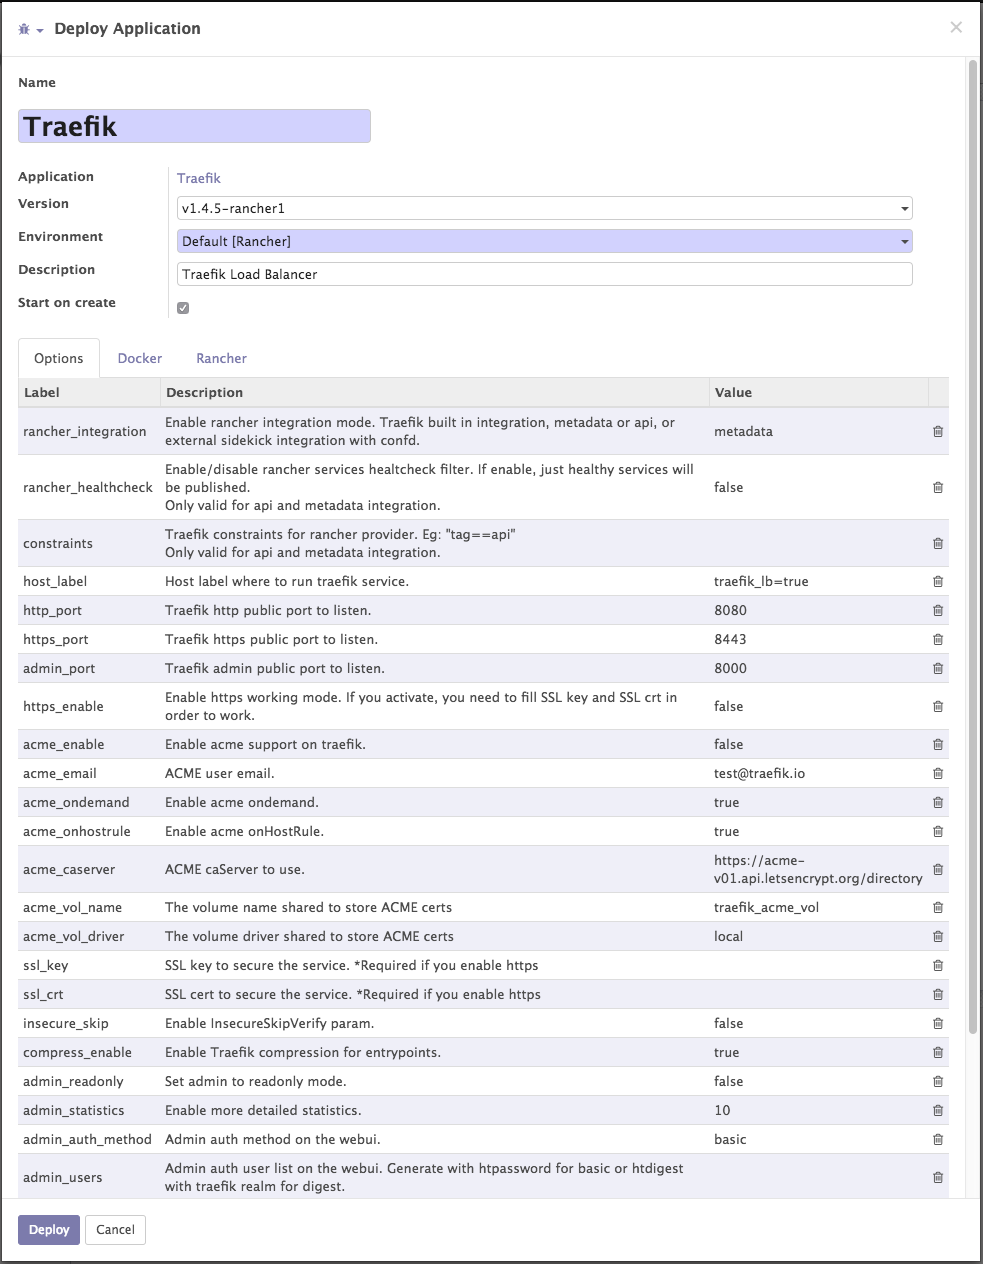 Deploy Application
×
Name
Traefik
Application
Traefik
Version
v1.4.5-rancher1
Environment
Default [Rancher]
Description
Traefik Load Balancer
Start on create
Options Docker Rancher
Label Description Value
rancher_integration
Enable rancher integration mode. Traefik built in integration, metadata or api, or
external sidekick integration with confd.
metadata
rancher_healthcheck
Enable/disable rancher services healtcheck filter. If enable, just healthy services will
be published.
Only valid for api and metadata integration.
false
constraints
Traefik constraints for rancher provider. Eg: "tag==api"
Only valid for api and metadata integration.
host_label Host label where to run traefik service. traefik_lb=true
http_port Traefik http public port to listen. 8080
https_port Traefik https public port to listen. 8443
admin_port Traefik admin public port to listen. 8000
https_enable
Enable https working mode. If you activate, you need to fill SSL key and SSL crt in
order to work.
false
acme_enable Enable acme support on traefik. false
acme_email ACME user email. test@traefik.io
acme_ondemand Enable acme ondemand. true
acme_onhostrule Enable acme onHostRule. true
acme_caserver ACME caServer to use.
https://acme-
v01.api.letsencrypt.org/directory
acme_vol_name The volume name shared to store ACME certs traefik_acme_vol
acme_vol_driver The volume driver shared to store ACME certs local
ssl_key SSL key to secure the service. *Required if you enable https
ssl_crt SSL cert to secure the service. *Required if you enable https
insecure_skip Enable InsecureSkipVerify param. false
compress_enable Enable Traefik compression for entrypoints. true
admin_readonly Set admin to readonly mode. false
admin_statistics Enable more detailed statistics. 10
admin_auth_method Admin auth method on the webui. basic
admin_users
Admin auth user list on the webui. Generate with htpassword for basic or htdigest
with traefik realm for digest.
Deploy Cancel